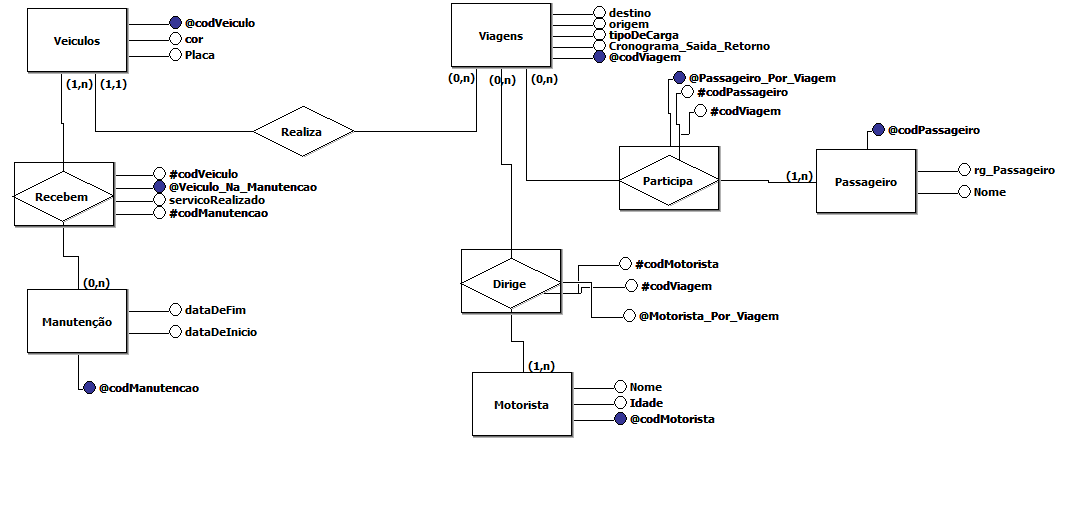 Veiculos
@codVeiculo
cor
Placa
(1,n)
(1,1)
Realiza
Viagens
destino
origem
tipoDeCarga
Cronograma_Saida_Retorno
@codViagem
(0,n)
(0,n)
(0,n)
@Passageiro_Por_Viagem
#codPassageiro
#codViagem
Participa
(1,n)
Passageiro
@codPassageiro
rg_Passageiro
Nome
Recebem
#codVeiculo
@Veiculo_Na_Manutencao
servicoRealizado
#codManutencao
(0,n)
Manutenção
dataDeFim
dataDeInicio
@codManutencao
Dirige
#codMotorista
#codViagem
@Motorista_Por_Viagem
(1,n)
Motorista
Nome
Idade
@codMotorista